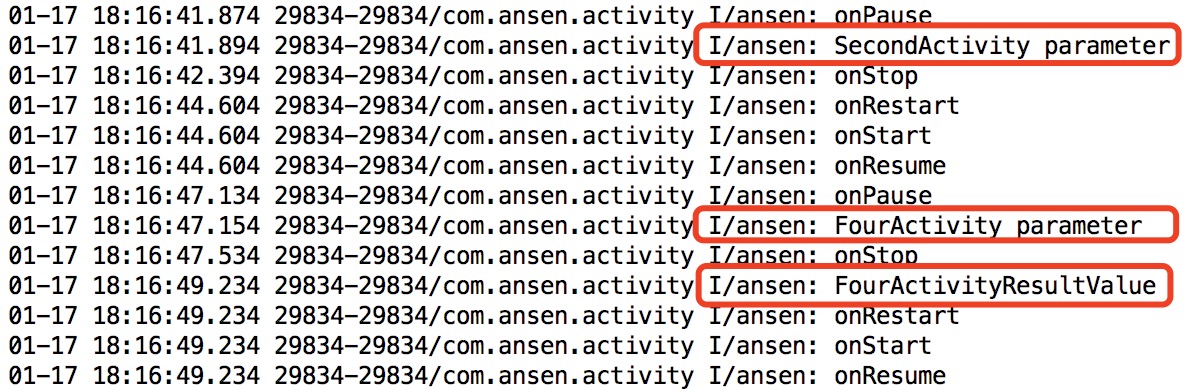 01-17 18:16:41.874 29834-29834/com.ansen.activity I/ansen: onPause
01-17 18:16:41.894 29834-29834/com.ansen.activity I/ansen: SecondActivity parameter
01-17 18:16:42.394 29834-29834/com.ansen.activity I/ansen: onStop
01-17 18:16:44.604 29834-29834/com.ansen.activity I/ansen: onRestart
01-17 18:16:44.604 29834-29834/com.ansen.activity I/ansen: onStart
01-17 18:16:44.604 29834-29834/com.ansen.activity I/ansen: onResume
01-17 18:16:47.134 29834-29834/com.ansen.activity I/ansen: onPause
01-17 18:16:47.154 29834-29834/com.ansen.activity I/ansen: FourActivity parameter
01-17 18:16:47.534 29834-29834/com.ansen.activity I/ansen: onStop
01-17 18:16:49.234 29834-29834/com.ansen.activity I/ansen: FourActivityResultValue
01-17 18:16:49.234 29834-29834/com.ansen.activity I/ansen: onRestart
01-17 18:16:49.234 29834-29834/com.ansen.activity I/ansen: onStart
01-17 18:16:49.234 29834-29834/com.ansen.activity I/ansen: onResume